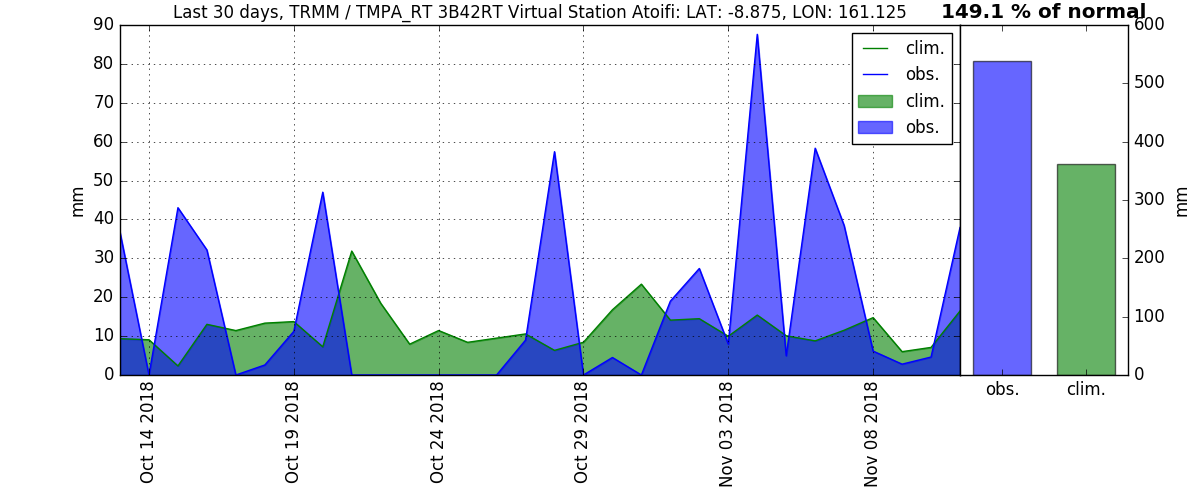 Last 30 days, TRMM / TMPA_RT 3B42RT Virtual Station Atoifi: LAT: -8.875, LON: 161.125
149.1 % of normal
90
80
70
60
50
40
30
20
10
0
mm
clim.
obs.
clim.
obs.
600
500
400
300
200
100
0
mm
Oct 14 2018
Oct 19 2018
Oct 24 2018
Oct 29 2018
Nov 03 2018
Nov 08 2018
obs.
clim.